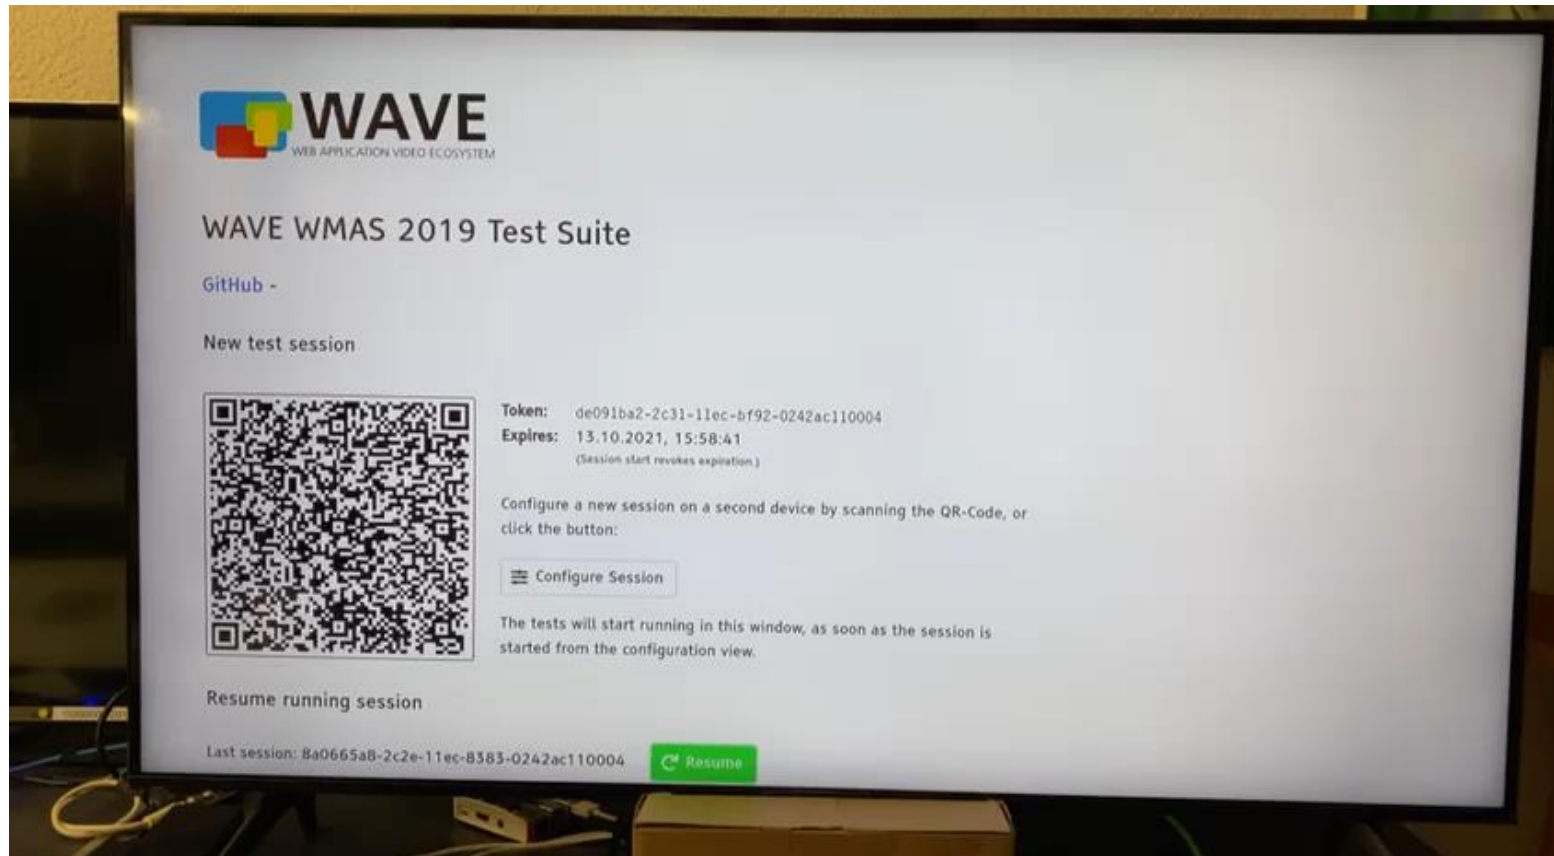 WAVE
WEB APPLICATION VIDEO ECOSYSTEM
WAVE WMAS 2019 Test Suite
GitHub -
New test session
Token: de091ba2-2c31-11ec-bf92-0242ac110004
Expires: 13.10.2021, 15:58:41
(Session start revokes expiration)
Configure a new session on a second device by scanning the QR-Code, or
click the button:
Configure Session
The tests will start running in this window, as soon as the session is
started from the configuration view.
Resume running session
Last session: 8a0665a8-2c2e-11ec-8383-0242ac110004
Resume